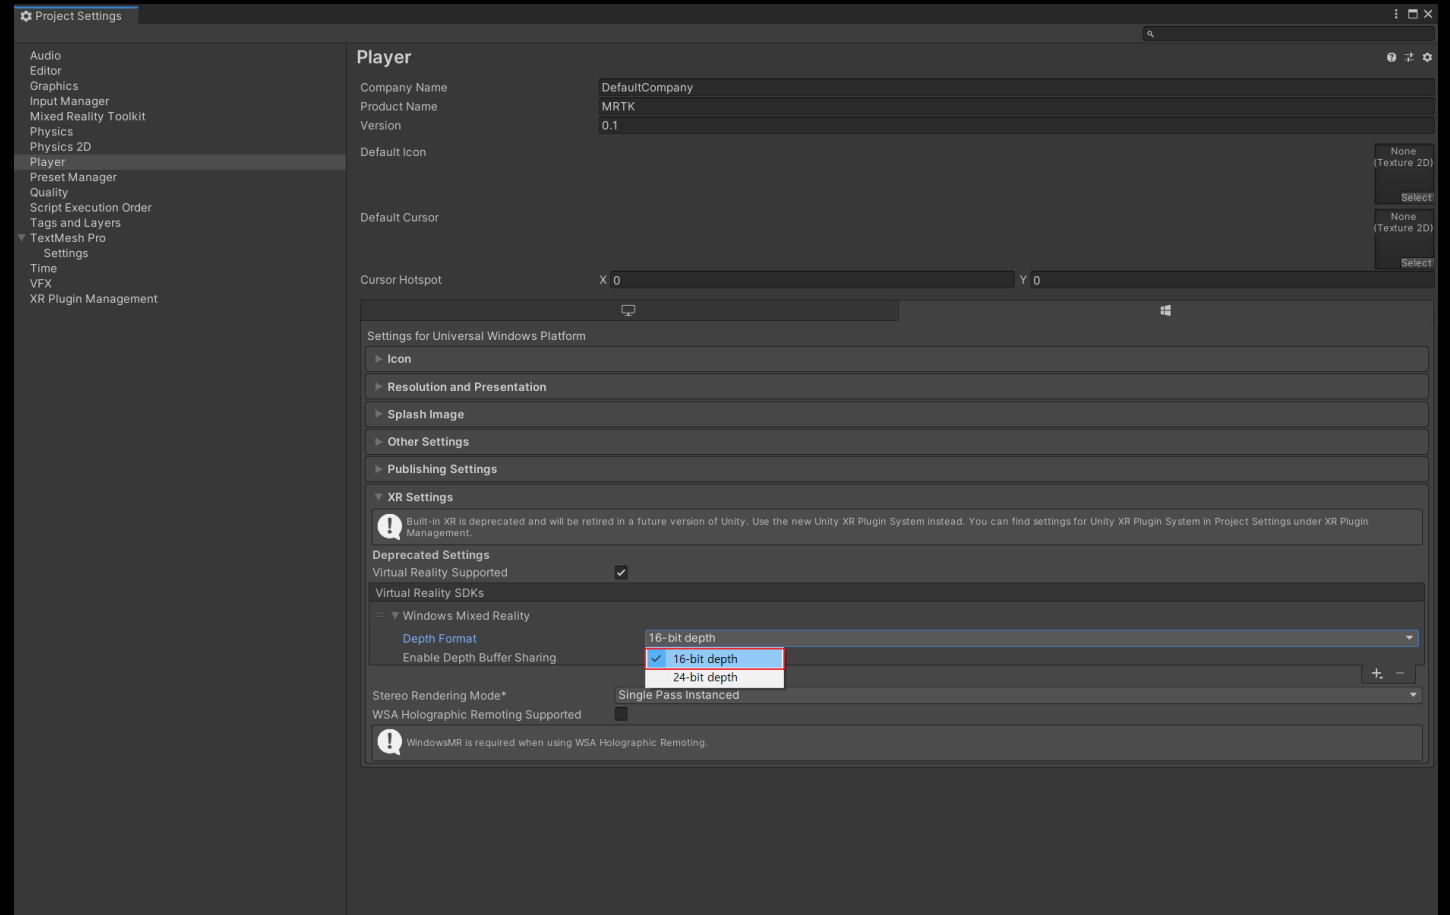 Project Settings
Audio
Editor
Graphics
Input Manager
Mixed Reality Toolkit
Physics
Physics 2D
Player
Preset Manager
Quality
Script Execution Order
Tags and Layers
TextMesh Pro
Settings
Time
VFX
XR Plugin Management
Player
Company Name DefaultCompany
Product Name MRTK
Version 0.1
Default Icon
None
(Texture 2D)
Select
Default Cursor
None
(Texture 2D)
Select
Cursor Hotspot X 0 Y 0
Settings for Universal Windows Platform
Icon
Resolution and Presentation
Splash Image
Other Settings
Publishing Settings
XR Settings
Built-in XR is deprecated and will be retired in a future version of Unity. Use the new Unity XR Plugin System instead. You can find settings for Unity XR Plugin System in Project Settings under XR Plugin
Management.
Deprecated Settings
Virtual Reality Supported
Virtual Reality SDKs
Windows Mixed Reality
Depth Format 16-bit depth
Enable Depth Buffer Sharing
16-bit depth
24-bit depth
Stereo Rendering Mode* Single Pass Instanced
WSA Holographic Remoting Supported
WindowsMR is required when using WSA Holographic Remoting.